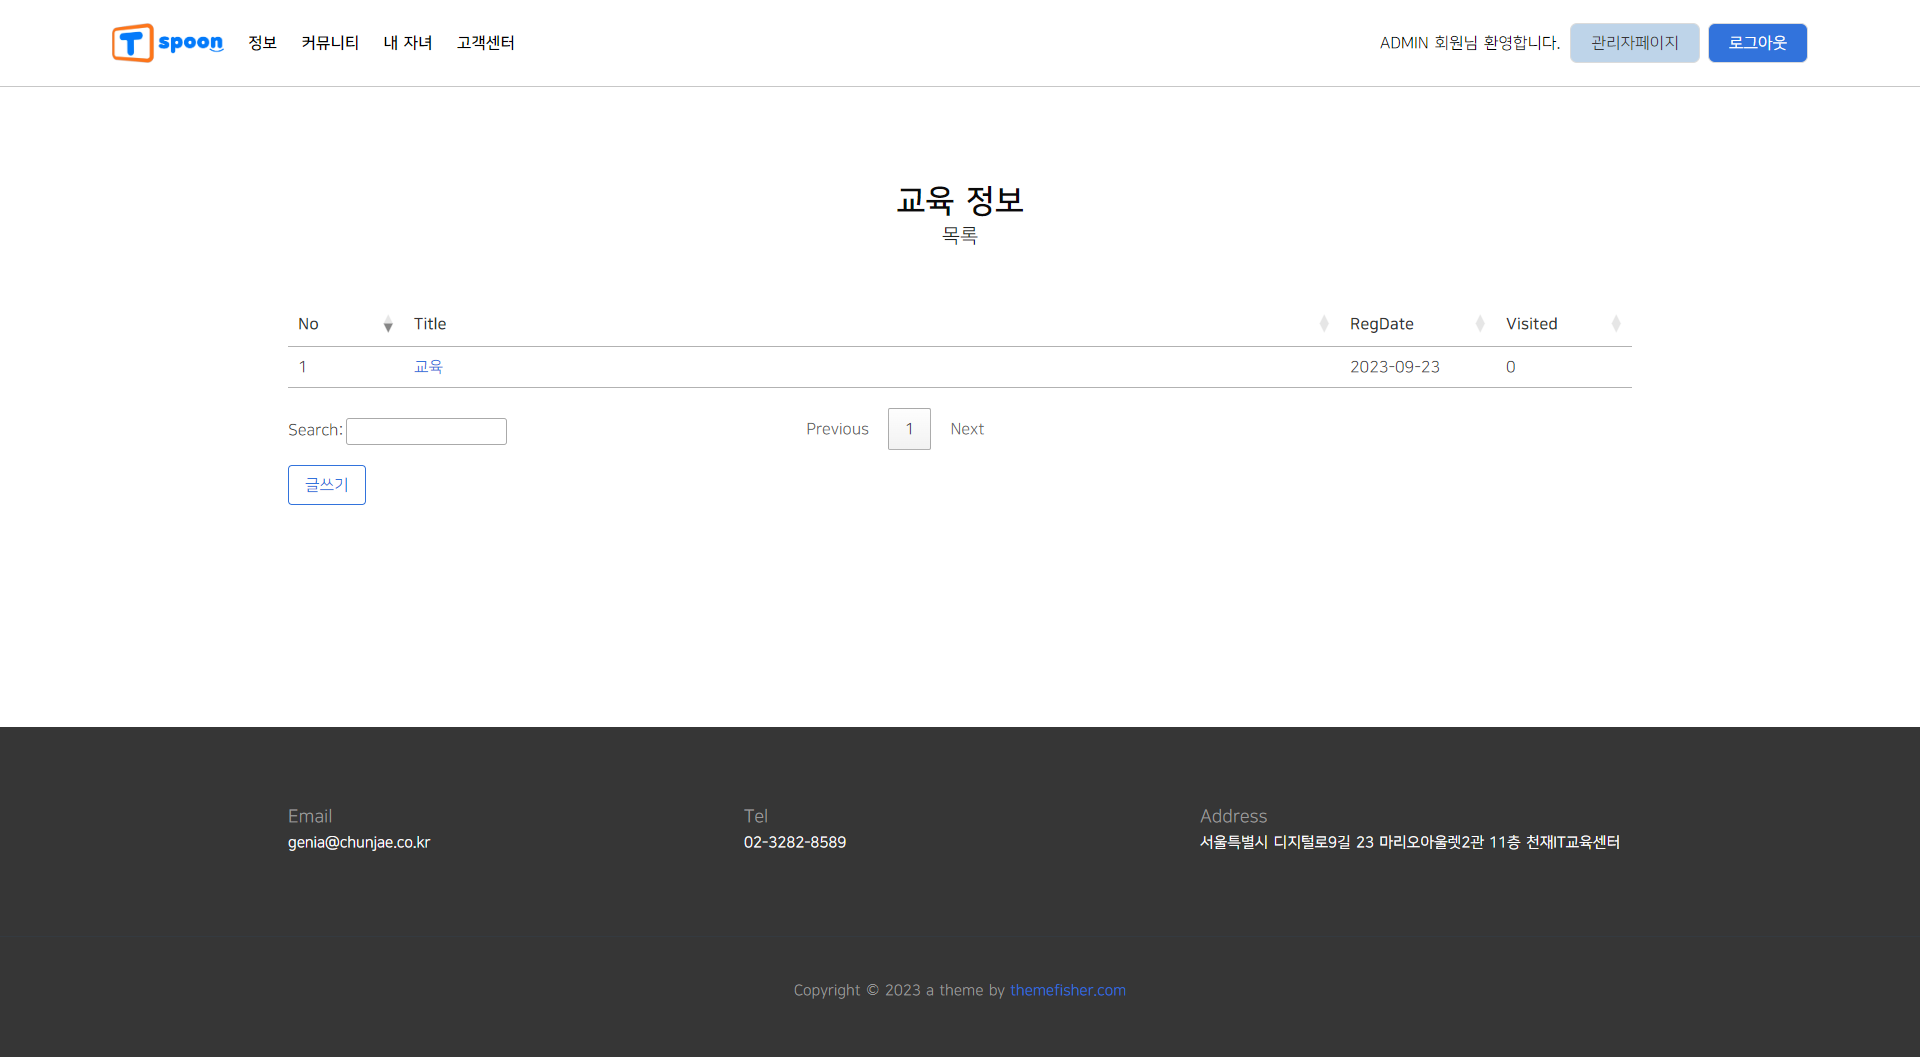 T spoon 정보 커뮤니티 내 자녀 고객센터 ADMIN 회원님 환영합니다. 관리자페이지 로그아웃
교육 정보
목록
No Title RegDate Visited
1 교육 2023-09-23 0
Search: Previous 1 Next
글쓰기
Email Tel Address
genia@chunjae.co.kr 02-3282-8589 서울특별시 디지털로9길 23 마리오아울렛2관 11층 천재IT교육센터
Copyright © 2023 a theme by themefisher.com